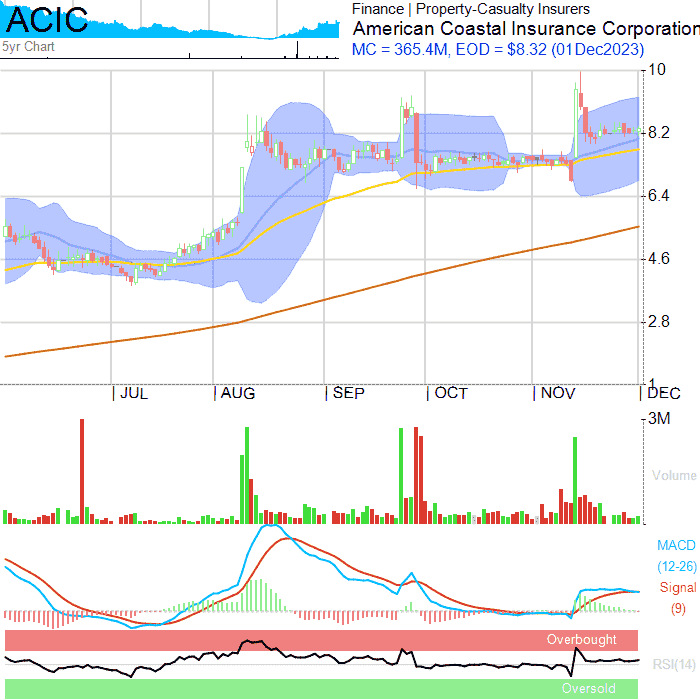 ACIC
5yr Chart
Finance | Property-Casualty Insurers
American Coastal Insurance Corporation
MC = 365.4M, EOD = $8.32 (01Dec2023)
10
8.2
6.4
4.6
2.8
1
JUL
AUG
SEP
OCT
NOV
DEC
3M
Volume
MACD
(12-26)
Signal
(9)
Overbought
RSI(14)
Oversold